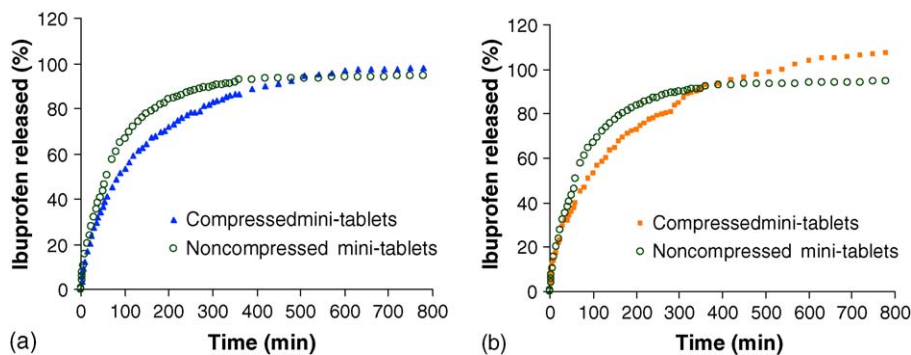 Ibuprofen released (%)
120
100
80
60
40
20
0
Compressedmini-tablets
Noncompressed mini-tablets
0 100 200 300 400 500 600 700 800
Time (min)
(a)
Ibuprofen released (%)
120
100
80
60
40
20
0
Compressedmini-tablets
Noncompressed mini-tablets
0 100 200 300 400 500 600 700 800
Time (min)
(b)